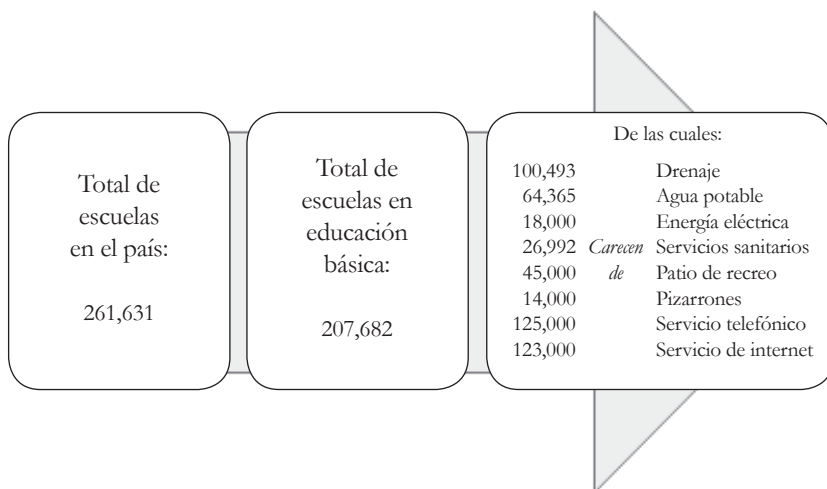 Total de
escuelas
en el país:
261,631
Total de
escuelas en
educación
básica:
207,682
De las cuales:
100,493 Drenaje
64,365 Agua potable
18,000 Energía eléctrica
26,992 Carecen Servicios sanitarios
45,000 de Patio de recreo
14,000 Pizarrones
125,000 Servicio telefónico
123,000 Servicio de internet